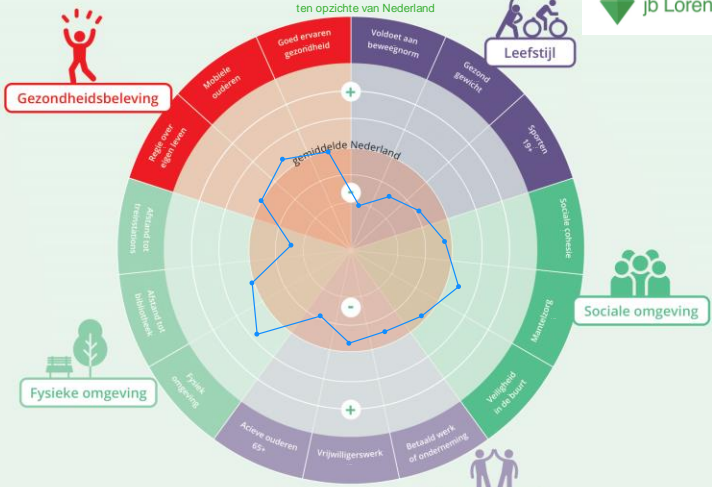 ten opzichte van Nederland
jb Loren
Leefstijl
Gezondheidsbeleving
Goed ervaren
gezondheid
Voldoet aan
beweegnorm
Mobiele
ouderen
Gezond
gewicht
Regie over
eigen leven
Sporten
19+
+
gemiddelde Nederland
-
Afstand tot
treinstations
Sociale cohesie
Afstand tot
bibliotheek
Mantelzorg
Sociale omgeving
-
Fysieke omgeving
Fysiek
omgeving
Veiligheid
in de buurt
+
Acieve ouderen
65+
Vrijwilligerswerk
Betaald werk
of onderneming